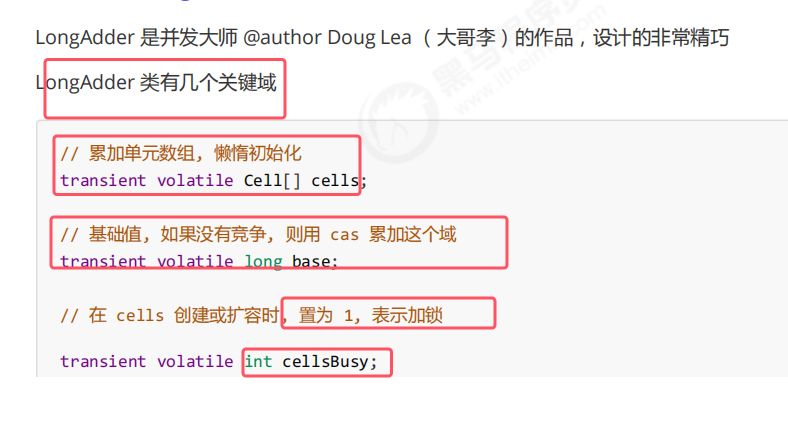 LongAdder 是并发大师 @author Doug Lea （大哥李）的作品，设计的非常精巧
LongAdder 类有几个关键域
// 累加单元数组, 懒惰初始化
transient volatile Cell[] cells;
// 基础值, 如果没有竞争, 则用 cas 累加这个域
transient volatile long base;
// 在 cells 创建或扩容时, 置为 1, 表示加锁
transient volatile int cellsBusy;